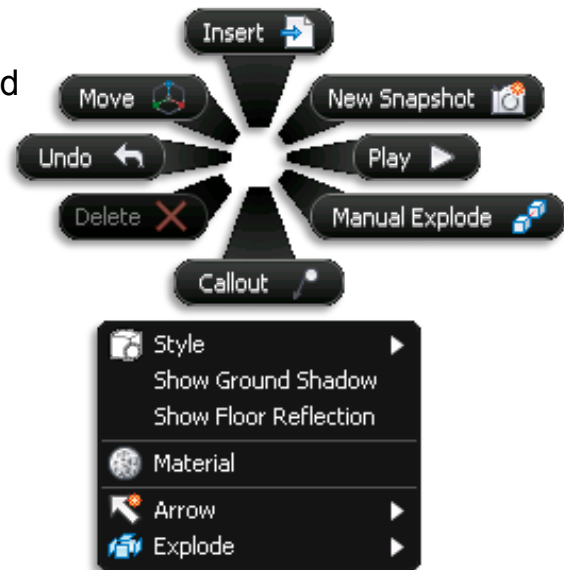 Insert
d
Move
New Snapshot
Undo
Play
Delete
Manual Explode
Callout
Style
Show Ground Shadow
Show Floor Reflection
Material
Arrow
Explode